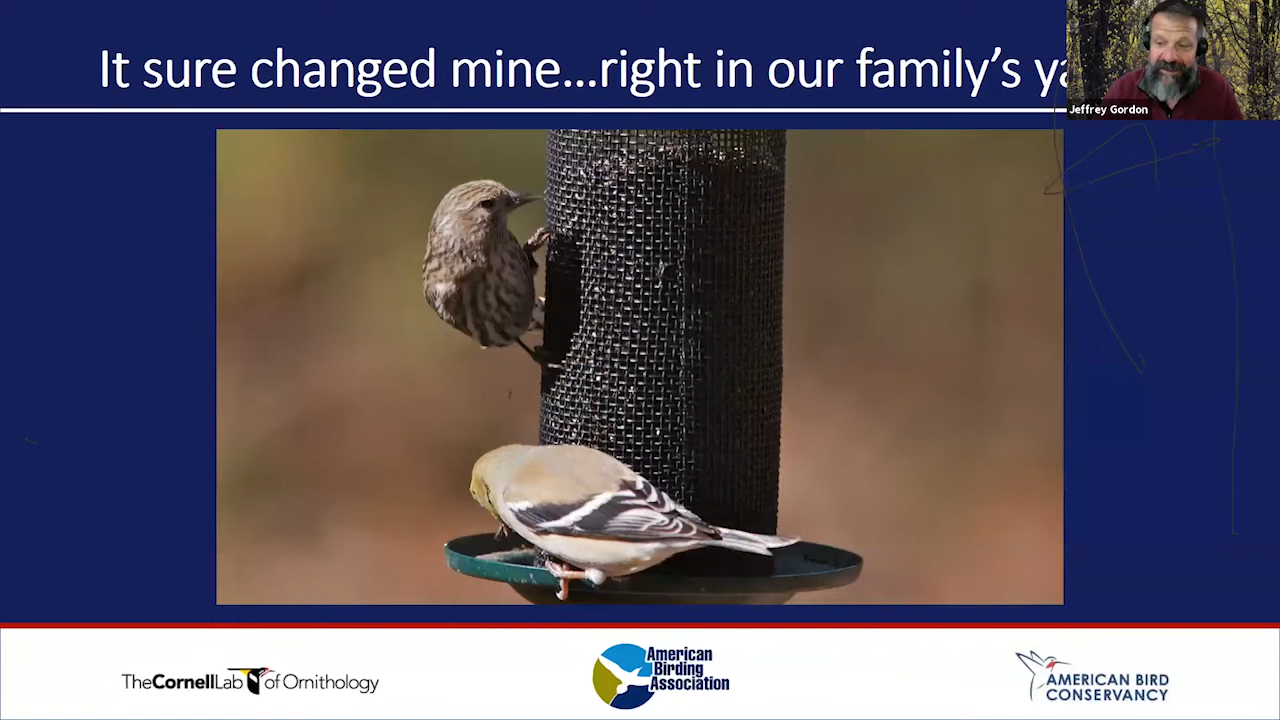 It sure changed mine...right in our family's ya
Jeffrey Gordon
TheCornellLab of Ornithology
American
Birding
Association
AMERICAN BIRD
CONSERVANCY